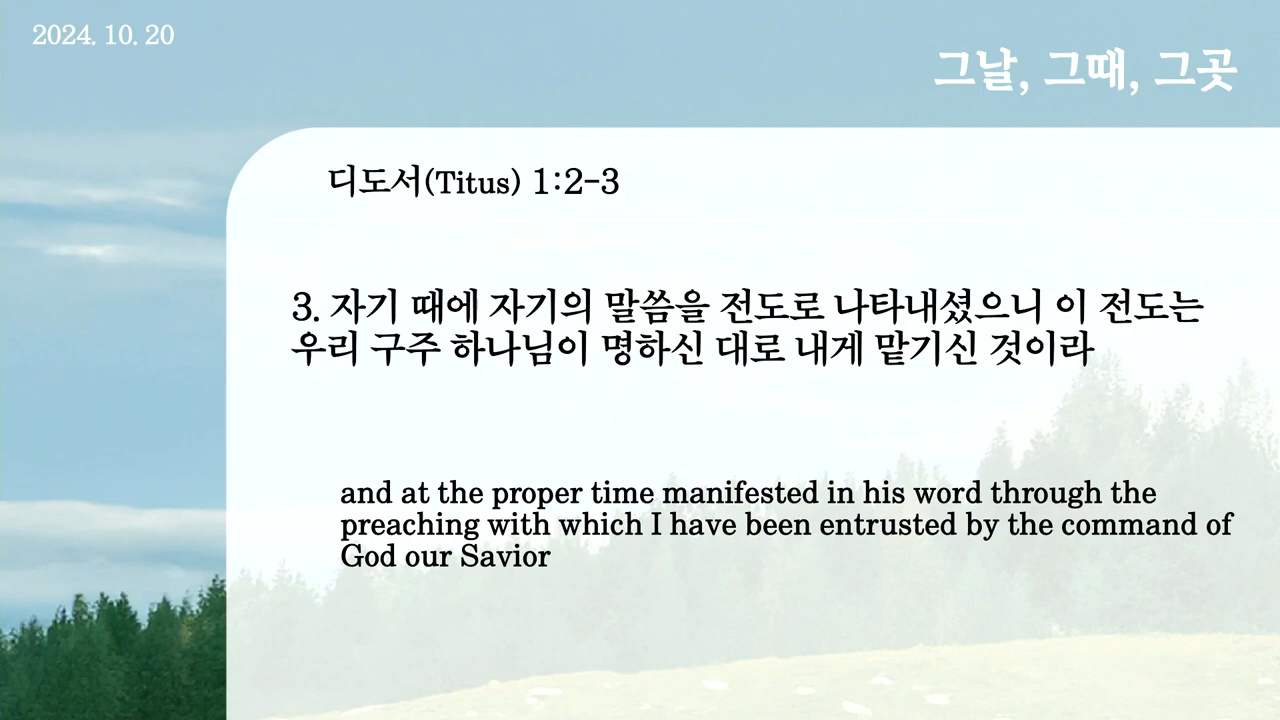 2024. 10. 20
그날, 그때, 그곳
디도서(Titus) 1:2-3
3. 자기 때에 자기의 말씀을 전도로 나타내셨으니 이 전도는
우리 구주 하나님이 명하신 대로 내게 맡기신 것이라
and at the proper time manifested in his word through the
preaching with which I have been entrusted by the command of
God our Savior